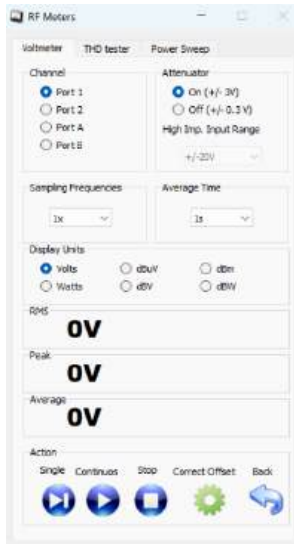 RF Meters
Voltmeter THD tester Power Sweep
Channel
Port 1
Port 2
Port A
Port B
Attenuator
On (+/- 3V)
Off (+/- 0.3 V)
High Imp. Input Range
+/-20V
Sampling Frequencies
1x
Average Time
1s
Display Units
Volts dBuV dBm
Watts dBV dBW
RMS
0V
Peak
0V
Average
0V
Action
Single Continuos Stop Correct Offset Back